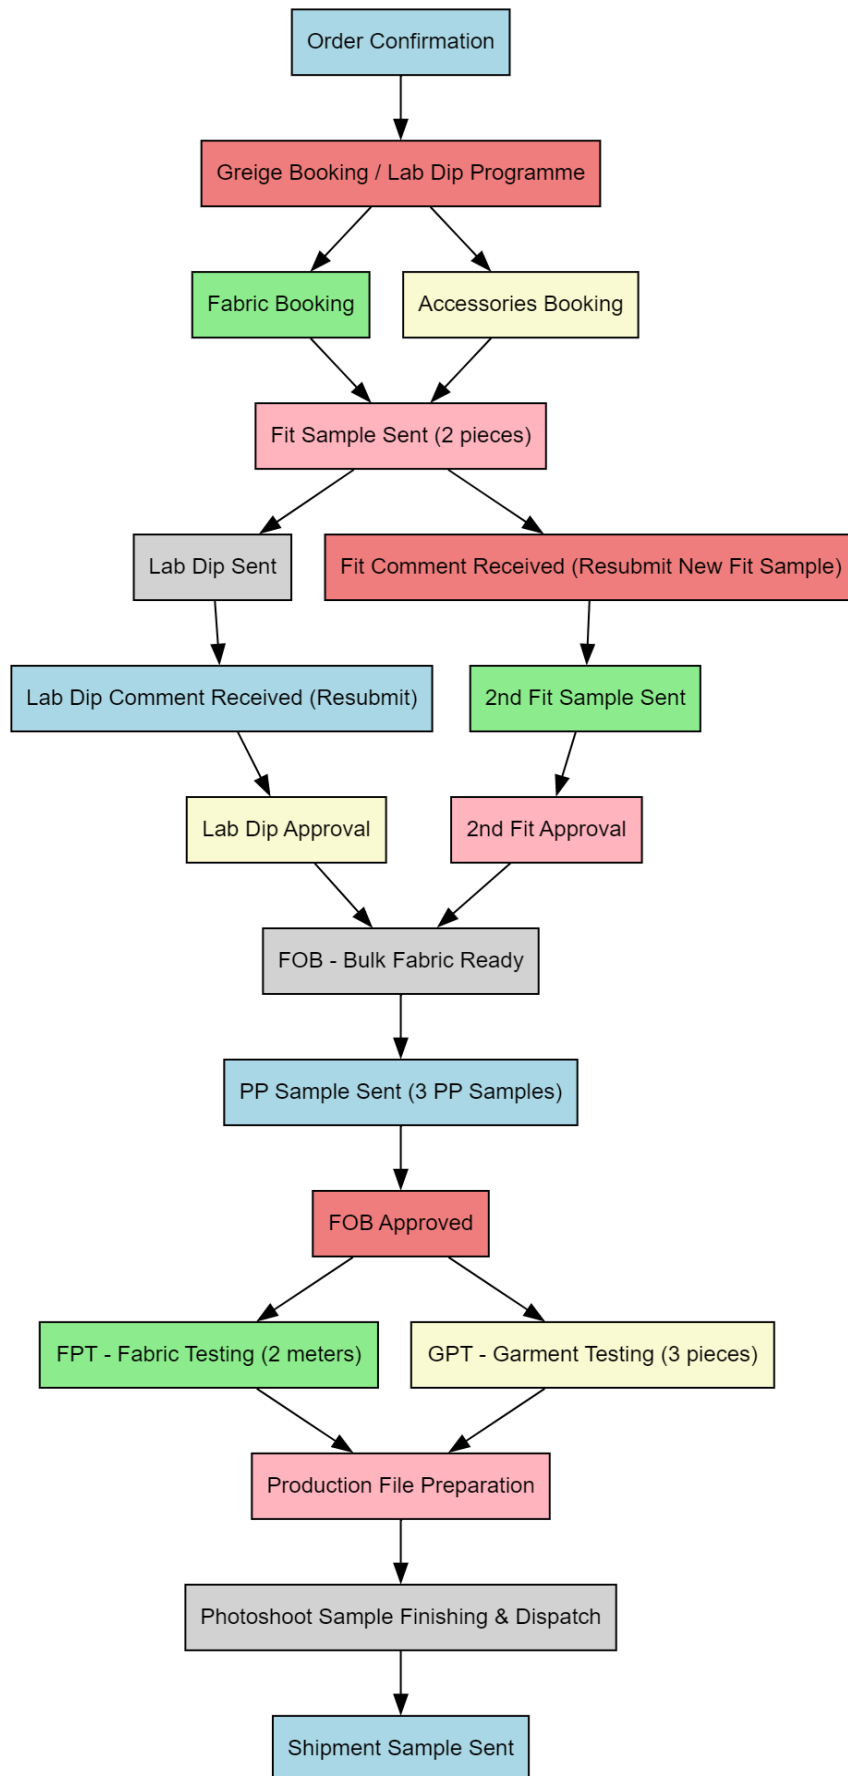 Order Confirmation
Greige Booking / Lab Dip Programme
Fabric Booking
Accessories Booking
Fit Sample Sent (2 pieces)
Lab Dip Sent
Fit Comment Received (Resubmit New Fit Sample)
Lab Dip Comment Received (Resubmit)
2nd Fit Sample Sent
Lab Dip Approval
2nd Fit Approval
FOB - Bulk Fabric Ready
PP Sample Sent (3 PP Samples)
FOB Approved
FPT - Fabric Testing (2 meters)
GPT - Garment Testing (3 pieces)
Production File Preparation
Photoshoot Sample Finishing & Dispatch
Shipment Sample Sent